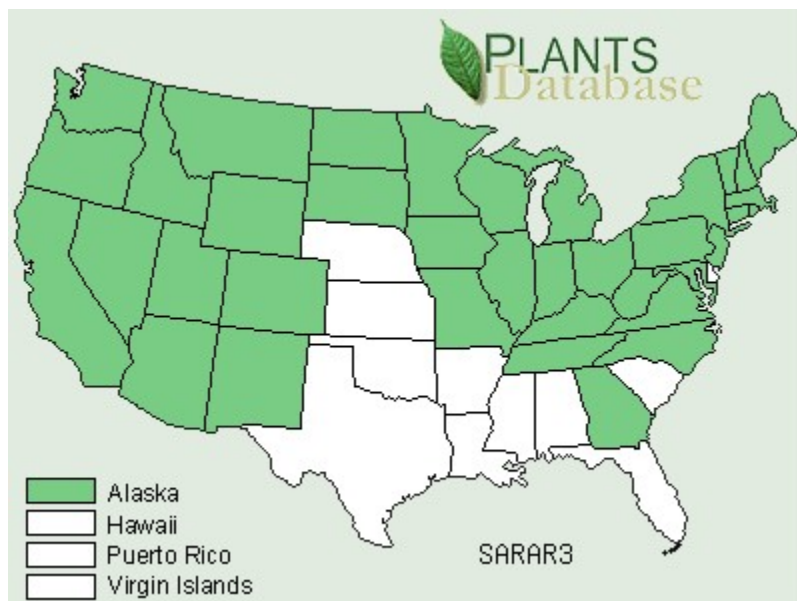 PLANTS
Database
Alaska
Hawaii
Puerto Rico
Virgin Islands
SARAR3